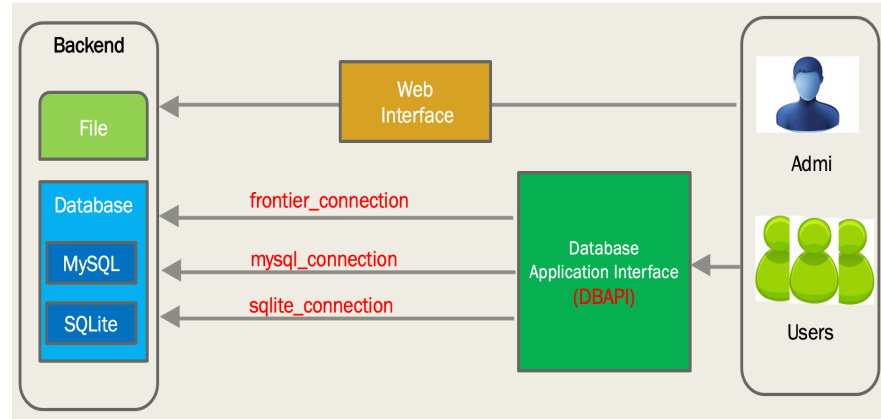 Backend
File
Database
MySQL
SQLite
Web
Interface
frontier_connection
mysql_connection
sqlite_connection
Database
Application Interface
(DBAPI)
Admi
Users